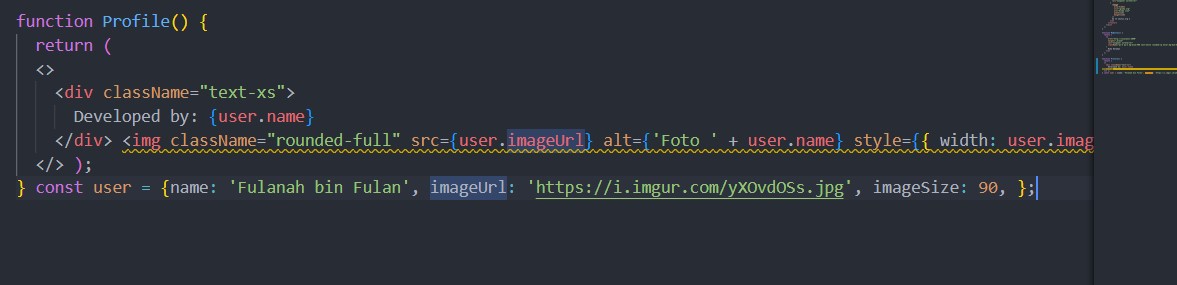 function Profile() {
return (
<>
<div className="text-xs">
Developed by: {user.name}
</div> <img className="rounded-full" src={user.imageUrl} alt={'Foto ' + user.name} style={{ width: user.imag
</> );
} const user = {name: 'Fulanah bin Fulan', imageUrl: 'https://i.imgur.com/yXOvdOSs.jpg', imageSize: 90, };